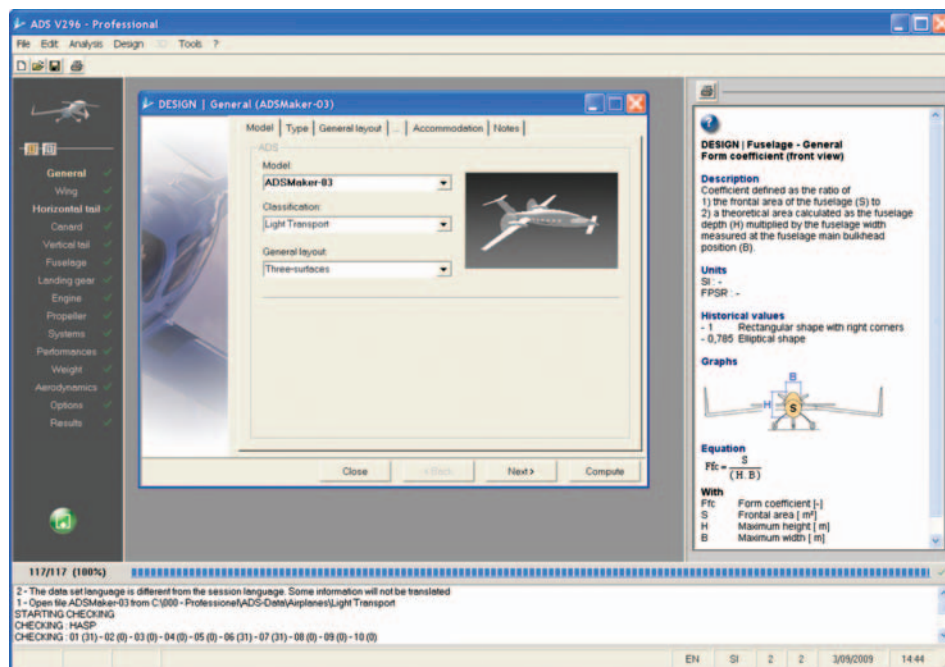 ADS V296 - Professional
File Edit Analysis Design 3D Tools ?
DESIGN | General (ADSMaker-03)
Model Type General layout ... Accommodation Notes
ADS
Model:
ADSMaker-03
Classification:
Light Transport
General layout:
Three-surfaces
Close < Back Next > Compute
General
Wing
Horizontal tail
Canard
Vertical tail
Fuselage
Landing gear
Engine
Propeller
Systems
Performances
Weight
Aerodynamics
Options
Results
DESIGN | Fuselage - General
Form coefficient (front view)
Description
Coefficient defined as the ratio of
1) the frontal area of the fuselage (S) to
2) a theoretical area calculated as the fuselage
depth (H) multiplied by the fuselage width
measured at the fuselage main bulkhead
position (B).
Units
SI : -
FPSR : -
Historical values
- 1 Rectangular shape with right corners
- 0,785 Elliptical shape
Graphs
B
H
S
Equation
Ffc = S
(H. B)
With
Ffc Form coefficient [-]
S Frontal area [ m²]
H Maximum height [ m]
B Maximum width [ m]
117/117 (100%)
2 - The data set language is different from the session language. Some information will not be translated
1 - Open file ADSMaker-03 from C:\000 - Professionel\ADS-Data\Airplanes\Light Transport
STARTING CHECKING
CHECKING : HASP
CHECKING : 01 (31) - 02 (0) - 03 (0) - 04 (0) - 05 (0) - 06 (31) - 07 (31) - 08 (0) - 09 (0) - 10 (0)
EN SI 2 2 3/09/2009 14:44